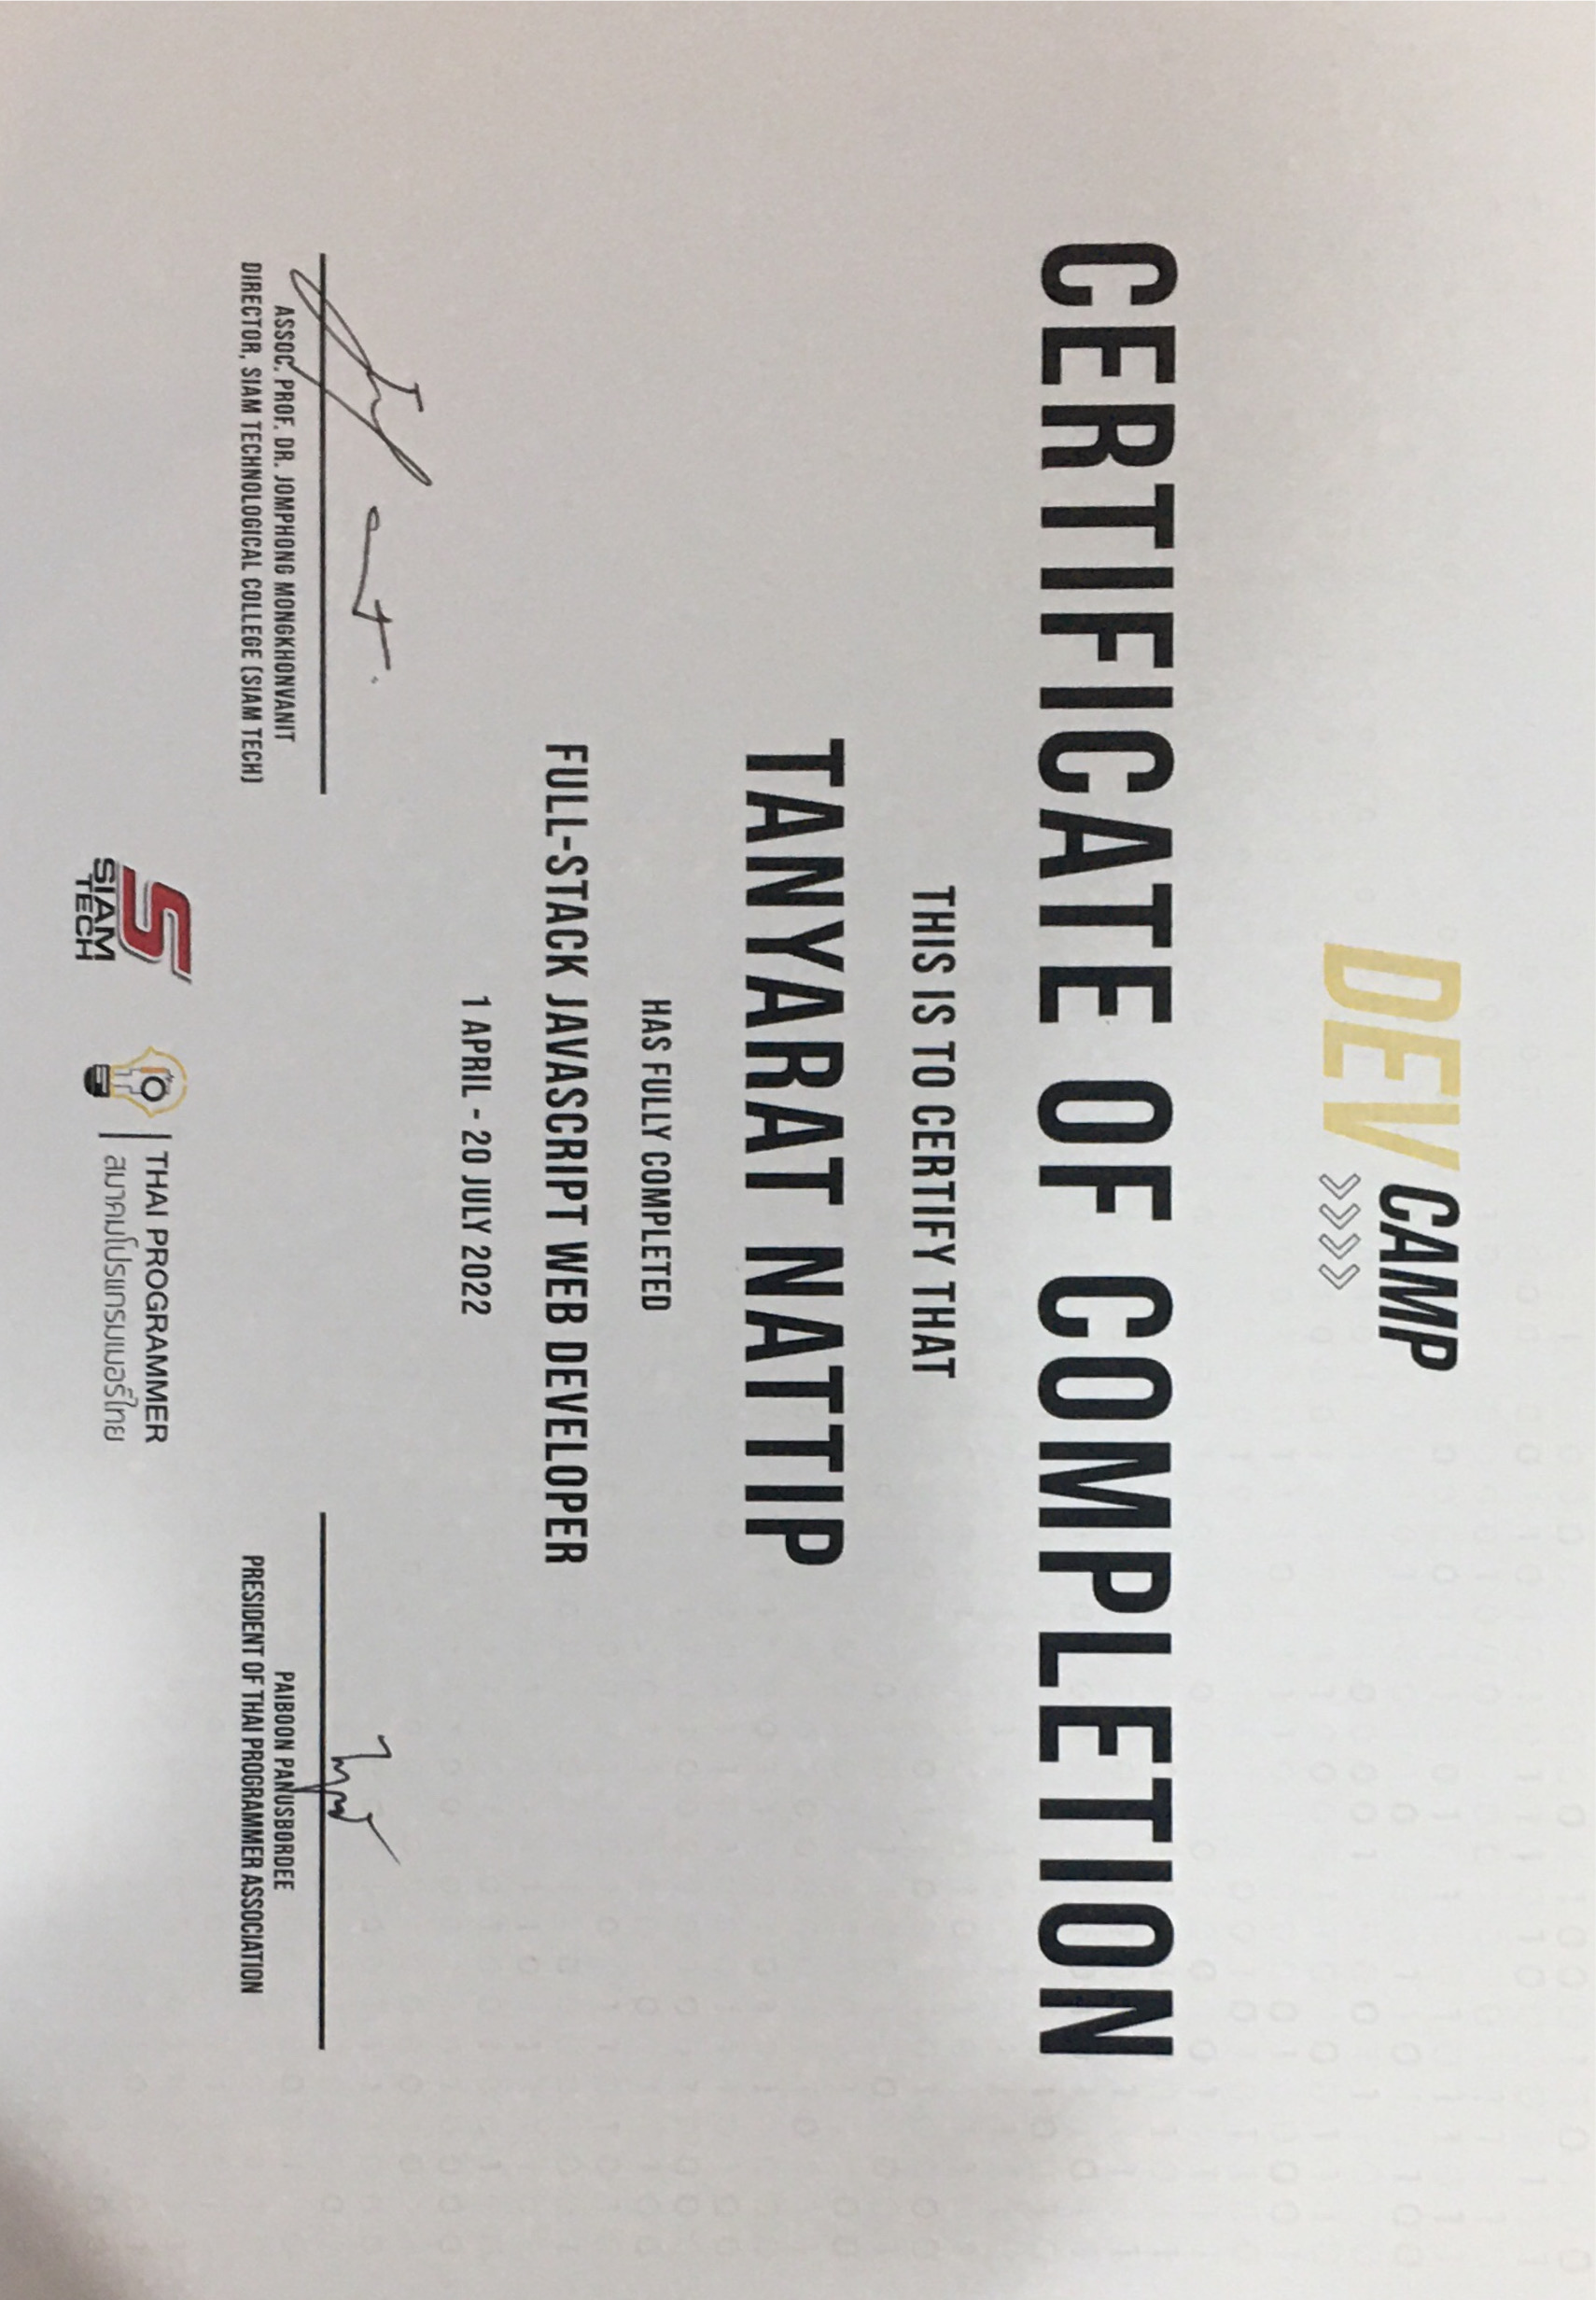 DEV CAMP
CERTIFICATE OF COMPLETION
THIS IS TO CERTIFY THAT
TANYARAT NATTIP
HAS FULLY COMPLETED
FULL-STACK JAVASCRIPT WEB DEVELOPER
1 APRIL - 20 JULY 2022
ASSOC. PROF. DR. JOMPHONG MONGKHONVANIT
DIRECTOR, SIAM TECHNOLOGICAL COLLEGE (SIAM TECH)
PAIBOON PANUSBORDEE
PRESIDENT OF THAI PROGRAMMER ASSOCIATION
SIAM
TECH
THAI PROGRAMMER
สมาคมโปรแกรมเมอร์ไทย